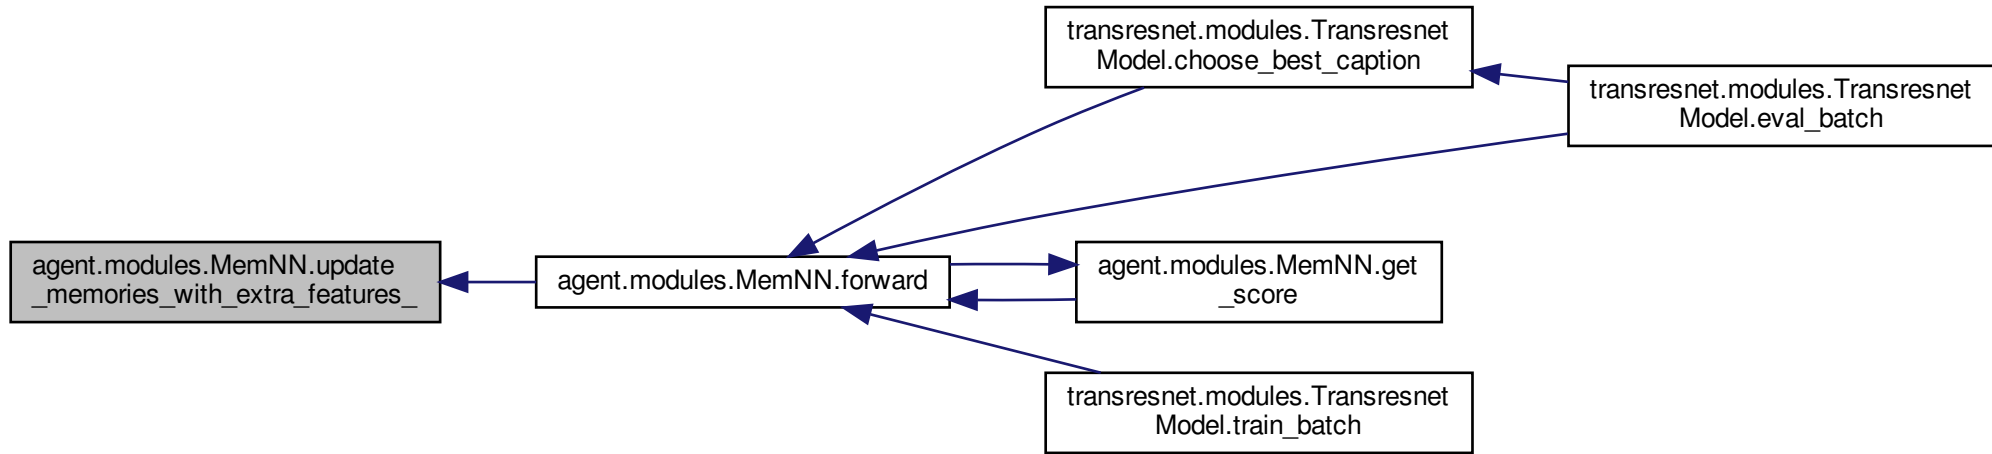 transresnet.modules.Transresnet
Model.choose_best_caption
transresnet.modules.Transresnet
Model.eval_batch
agent.modules.MemNN.update
_memories_with_extra_features_
agent.modules.MemNN.forward
agent.modules.MemNN.get
_score
transresnet.modules.Transresnet
Model.train_batch